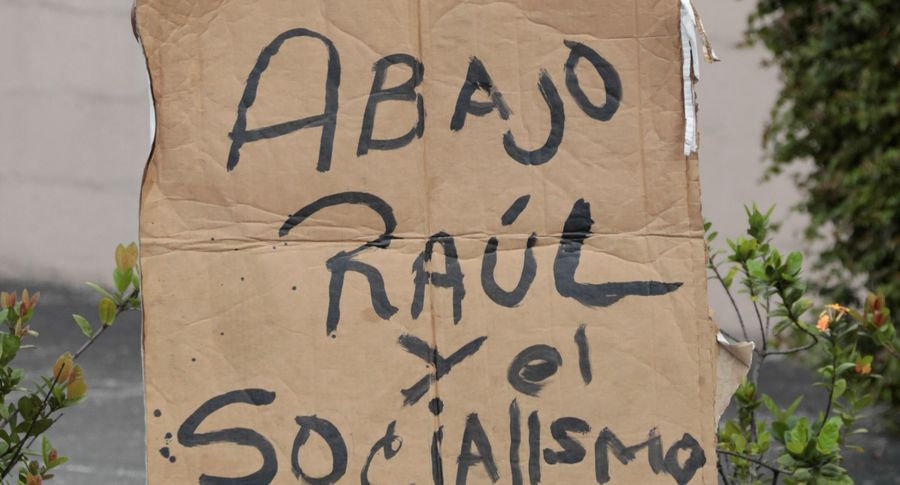 ABAJO
RAÚL
y el
SOCiAlismo